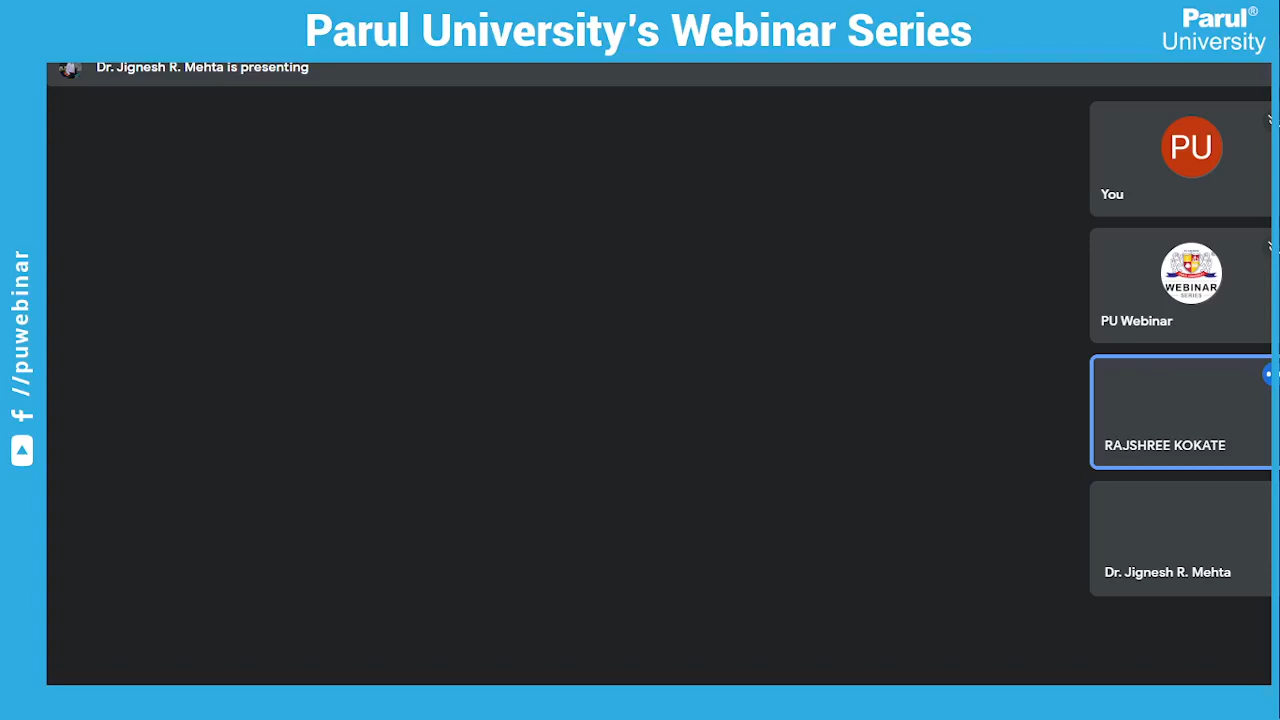 Parul University's Webinar Series
Parul®
University
Dr. Jignesh R. Mehta is presenting
PU
You
WEBINAR
SERIES
PU Webinar
RAJSHREE KOKATE
Dr. Jignesh R. Mehta
f //puwebinar